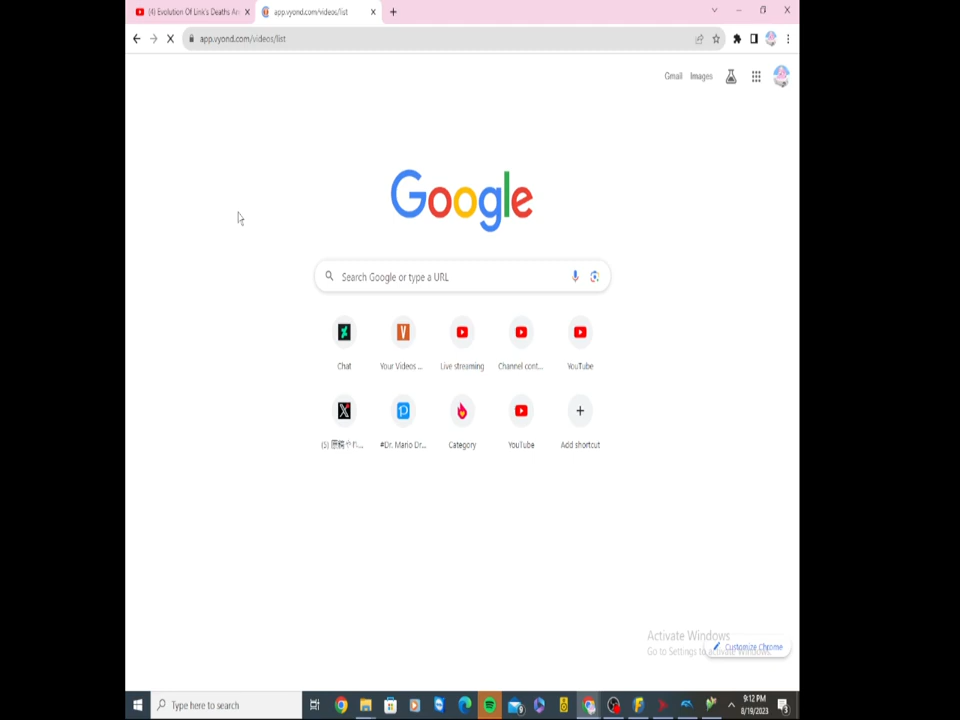 (4) Evolution Of Link's Deaths An
app.vyond.com/videos/list
app.vyond.com/videos/list
Gmail Images
Google
Search Google or type a URL
Chat
Your Videos ...
Live streaming
Channel cont...
YouTube
#Dr. Mario Dr...
Category
YouTube
Add shortcut
Activate Windows
Go to Settings to activate Windows.
Customize Chrome
Type here to search
9:12 PM
8/19/2023